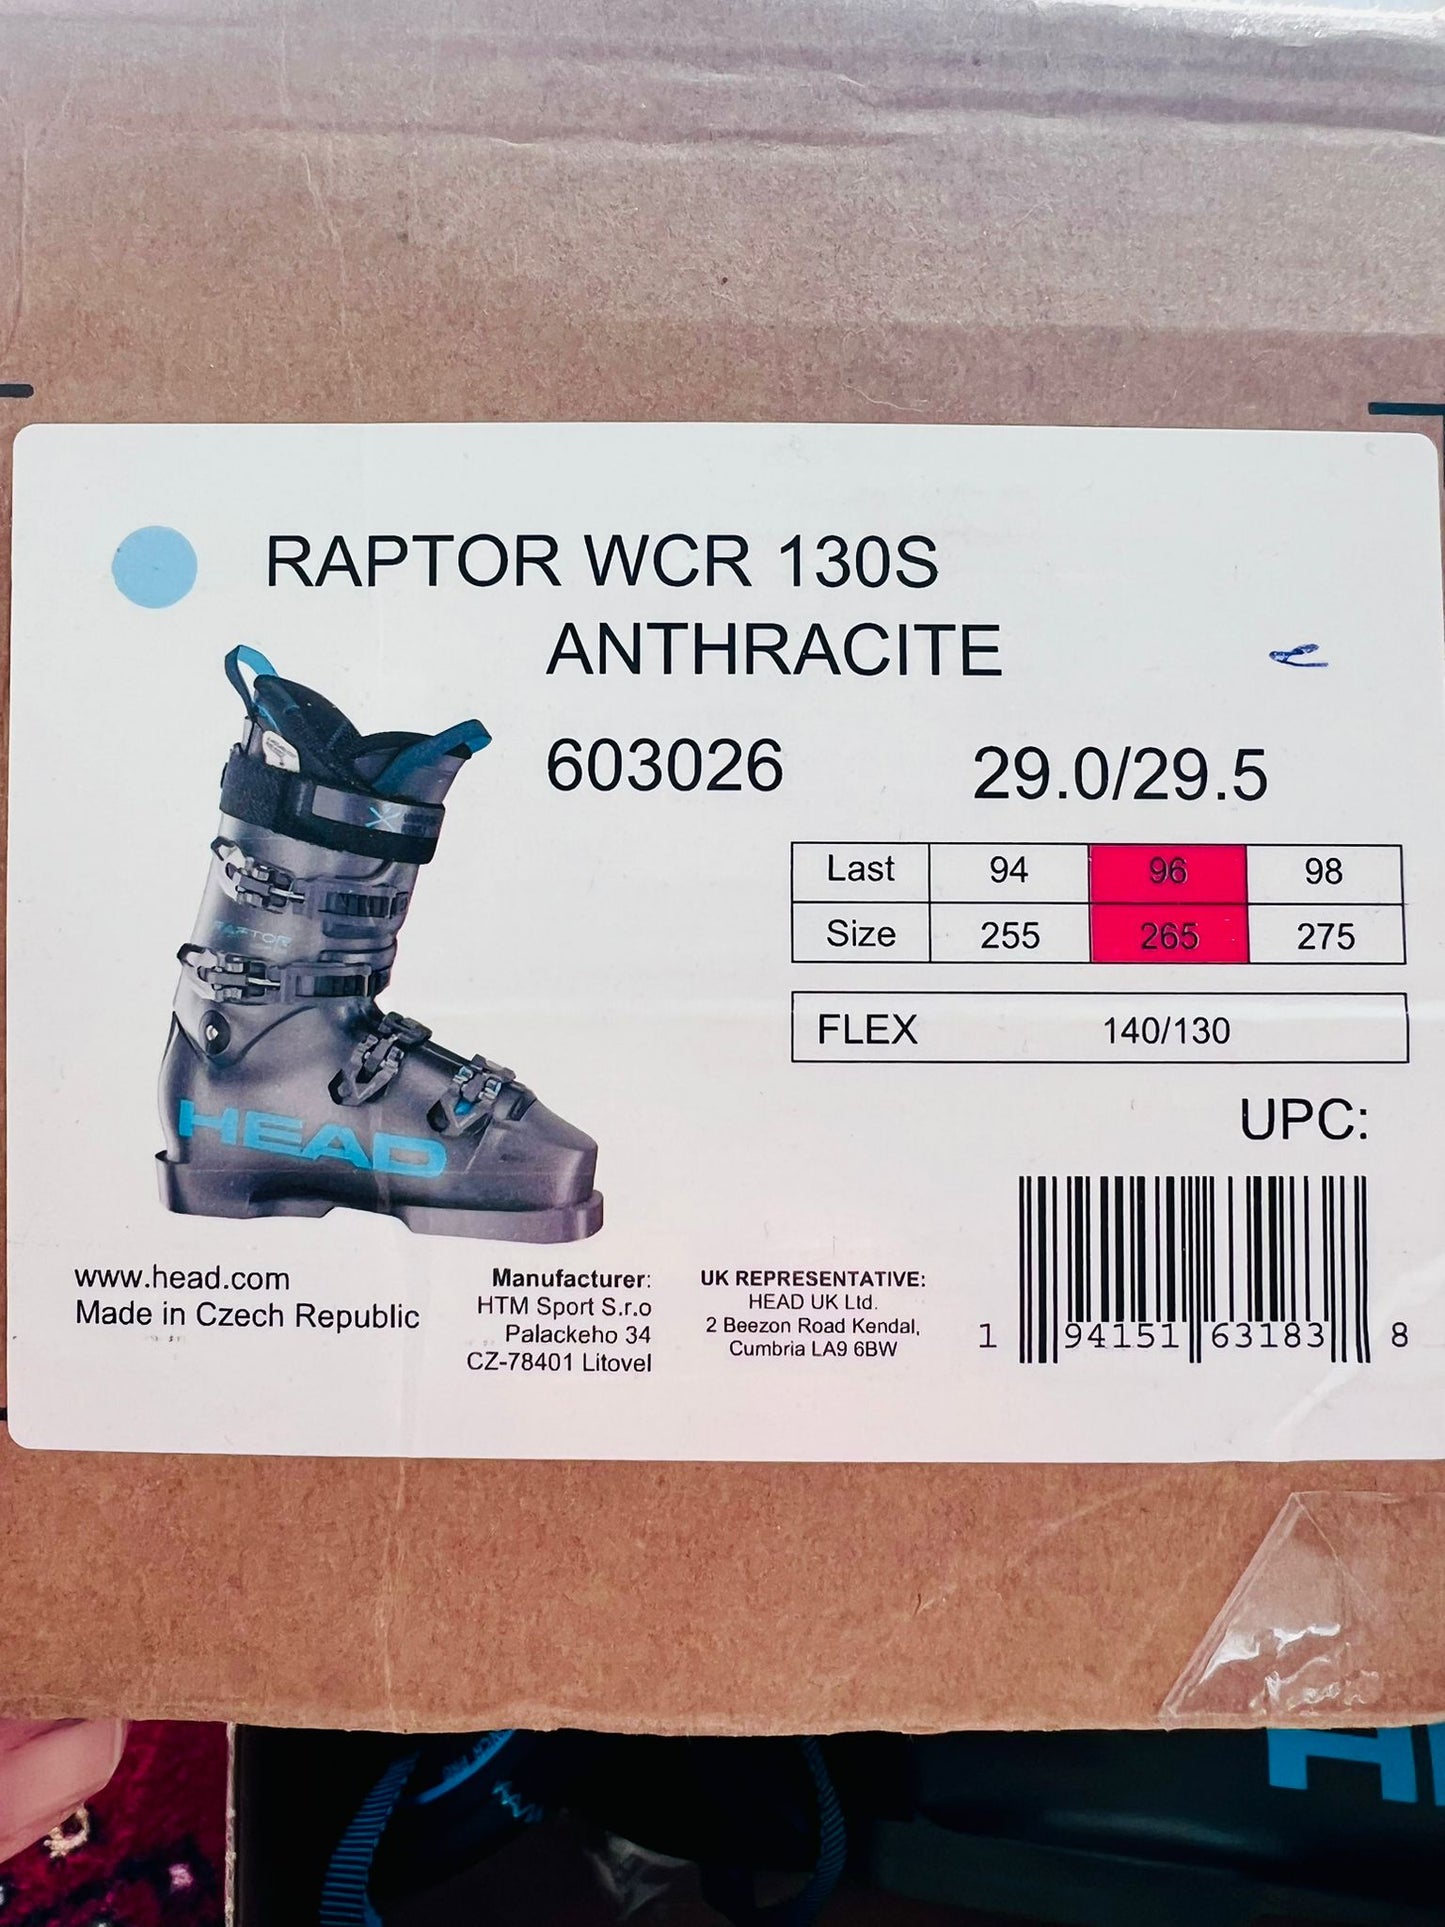 RAPTOR WCR 130S
ANTHRACITE
603026 29.0/29.5
Last 94 96 98
Size 255 265 275
FLEX 140/130
UPC:
RAPTOR
HEAD
www.head.com
Made in Czech Republic
Manufacturer:
HTM Sport S.r.o
Palackeho 34
CZ-78401 Litovel
UK REPRESENTATIVE:
HEAD UK Ltd.
2 Beezon Road Kendal,
Cumbria LA9 6BW
1 94151 63183 8